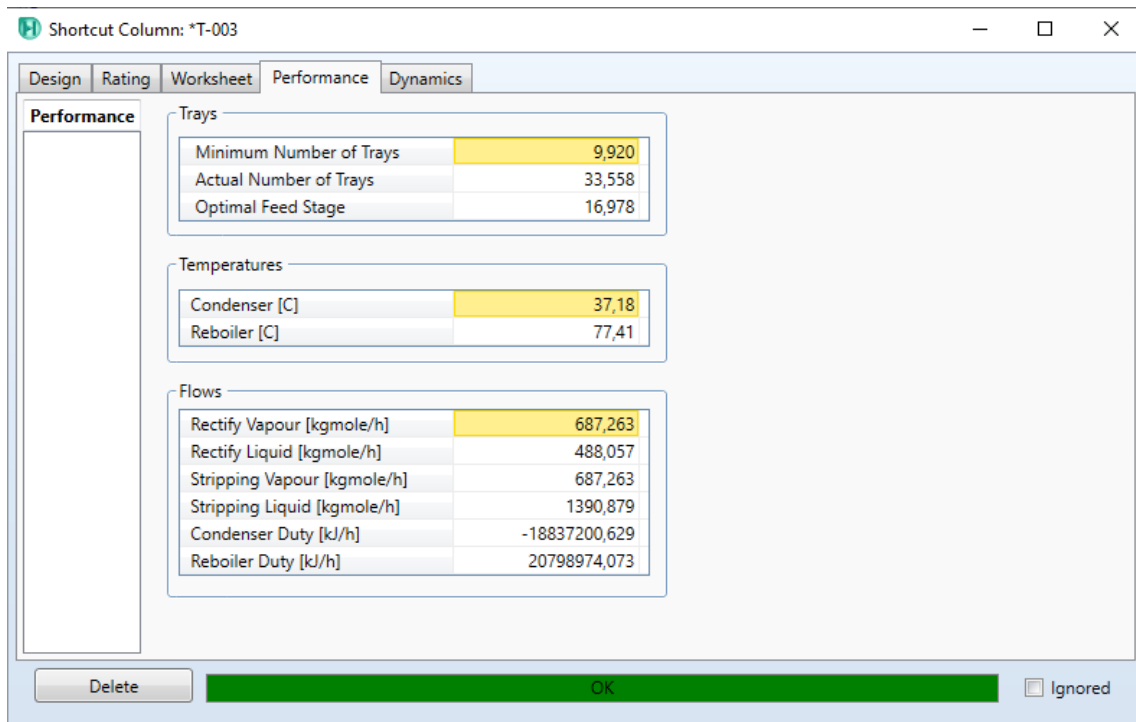 Shortcut Column: *T-003
Design Rating Worksheet Performance Dynamics
Performance
Trays
Minimum Number of Trays 9,920
Actual Number of Trays 33,558
Optimal Feed Stage 16,978
Temperatures
Condenser [C] 37,18
Reboiler [C] 77,41
Flows
Rectify Vapour [kgmole/h] 687,263
Rectify Liquid [kgmole/h] 488,057
Stripping Vapour [kgmole/h] 687,263
Stripping Liquid [kgmole/h] 1390,879
Condenser Duty [kJ/h] -18837200,629
Reboiler Duty [kJ/h] 20798974,073
Delete OK Ignored